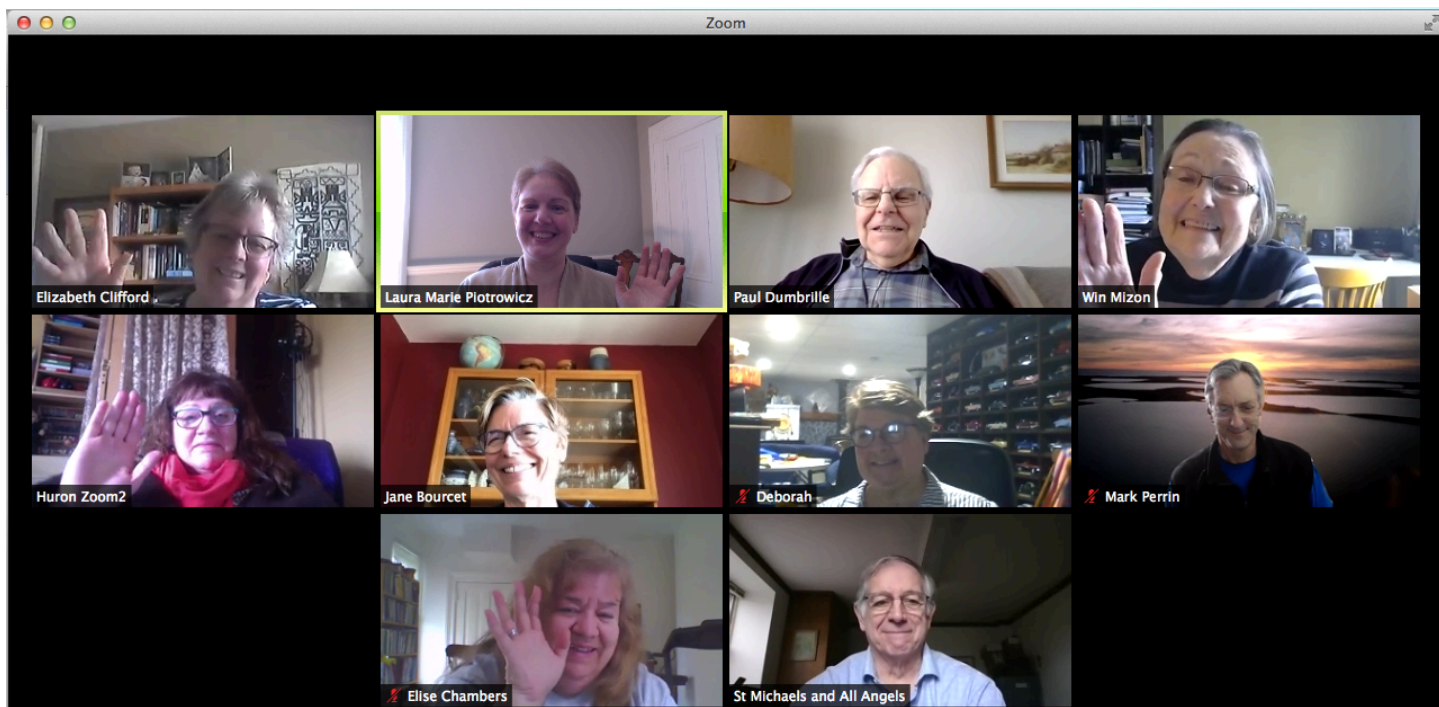 Zoom
Elizabeth Clifford
Laura Marie Piotrowicz
Paul Dumbrille
Win Mizon
Huron Zoom2
Jane Bourcet
Deborah
Mark Perrin
Elise Chambers
St Michaels and All Angels